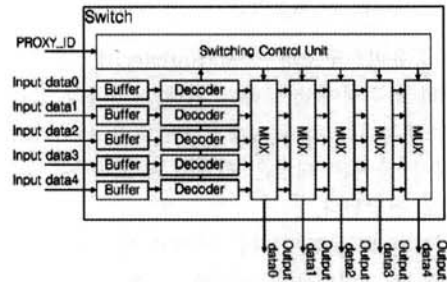 Switch
PROXY_ID
Switching Control Unit
Input data0
Buffer
Decoder
Input data1
Buffer
Decoder
Input data2
Buffer
Decoder
Input data3
Buffer
Decoder
Input data4
Buffer
Decoder
MUX
MUX
MUX
MUX
MUX
Output
data0
Output
data1
Output
data2
Output
data3
Output
data4